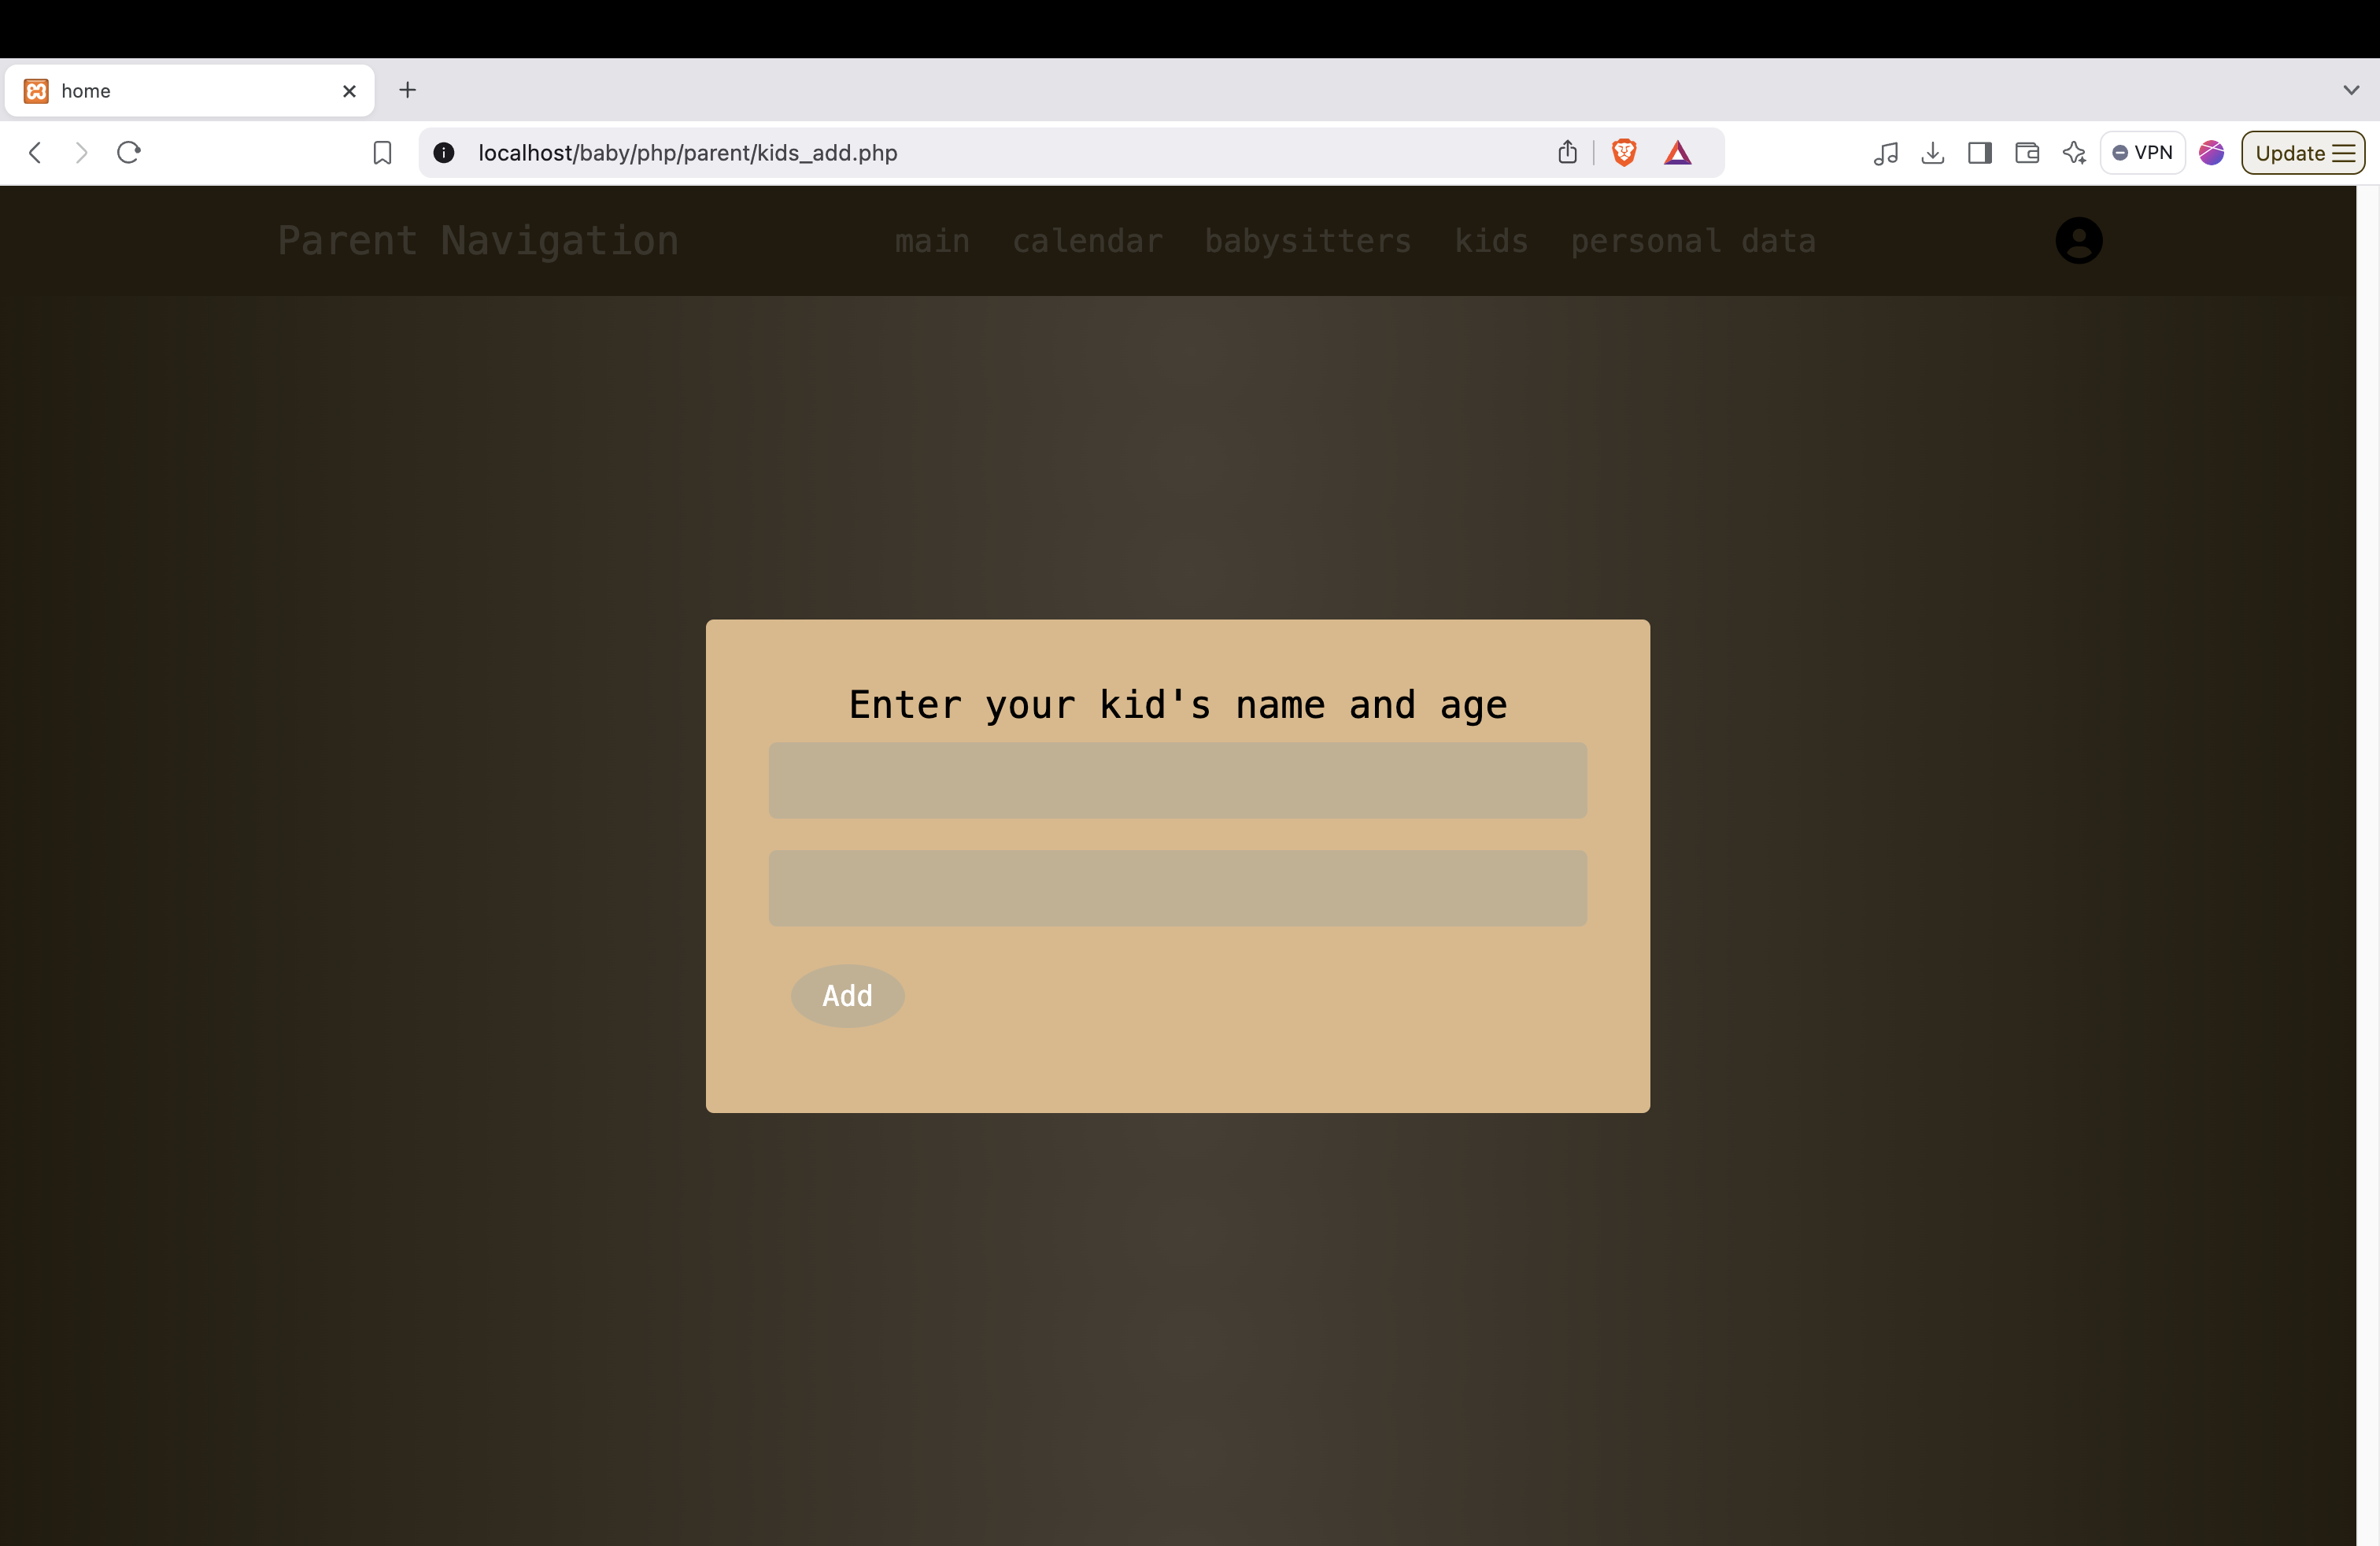 home
localhost/baby/php/parent/kids_add.php
VPN
Update
Parent Navigation
main calendar babysitters kids personal data
Enter your kid's name and age
Add